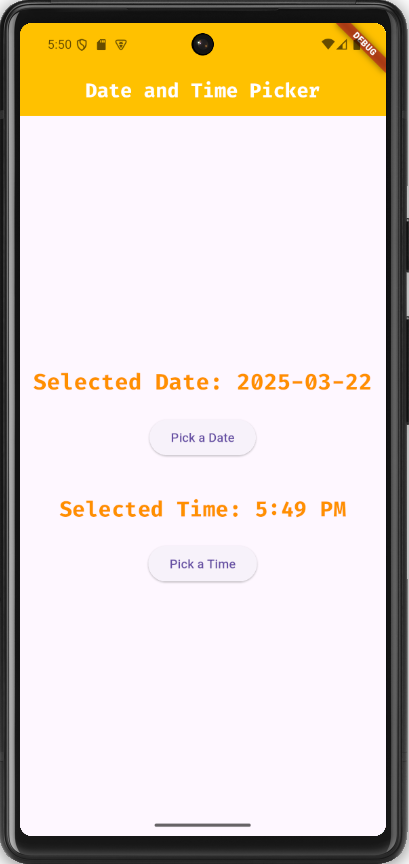 5:50
DEBUG
Date and Time Picker
Selected Date: 2025-03-22
Pick a Date
Selected Time: 5:49 PM
Pick a Time